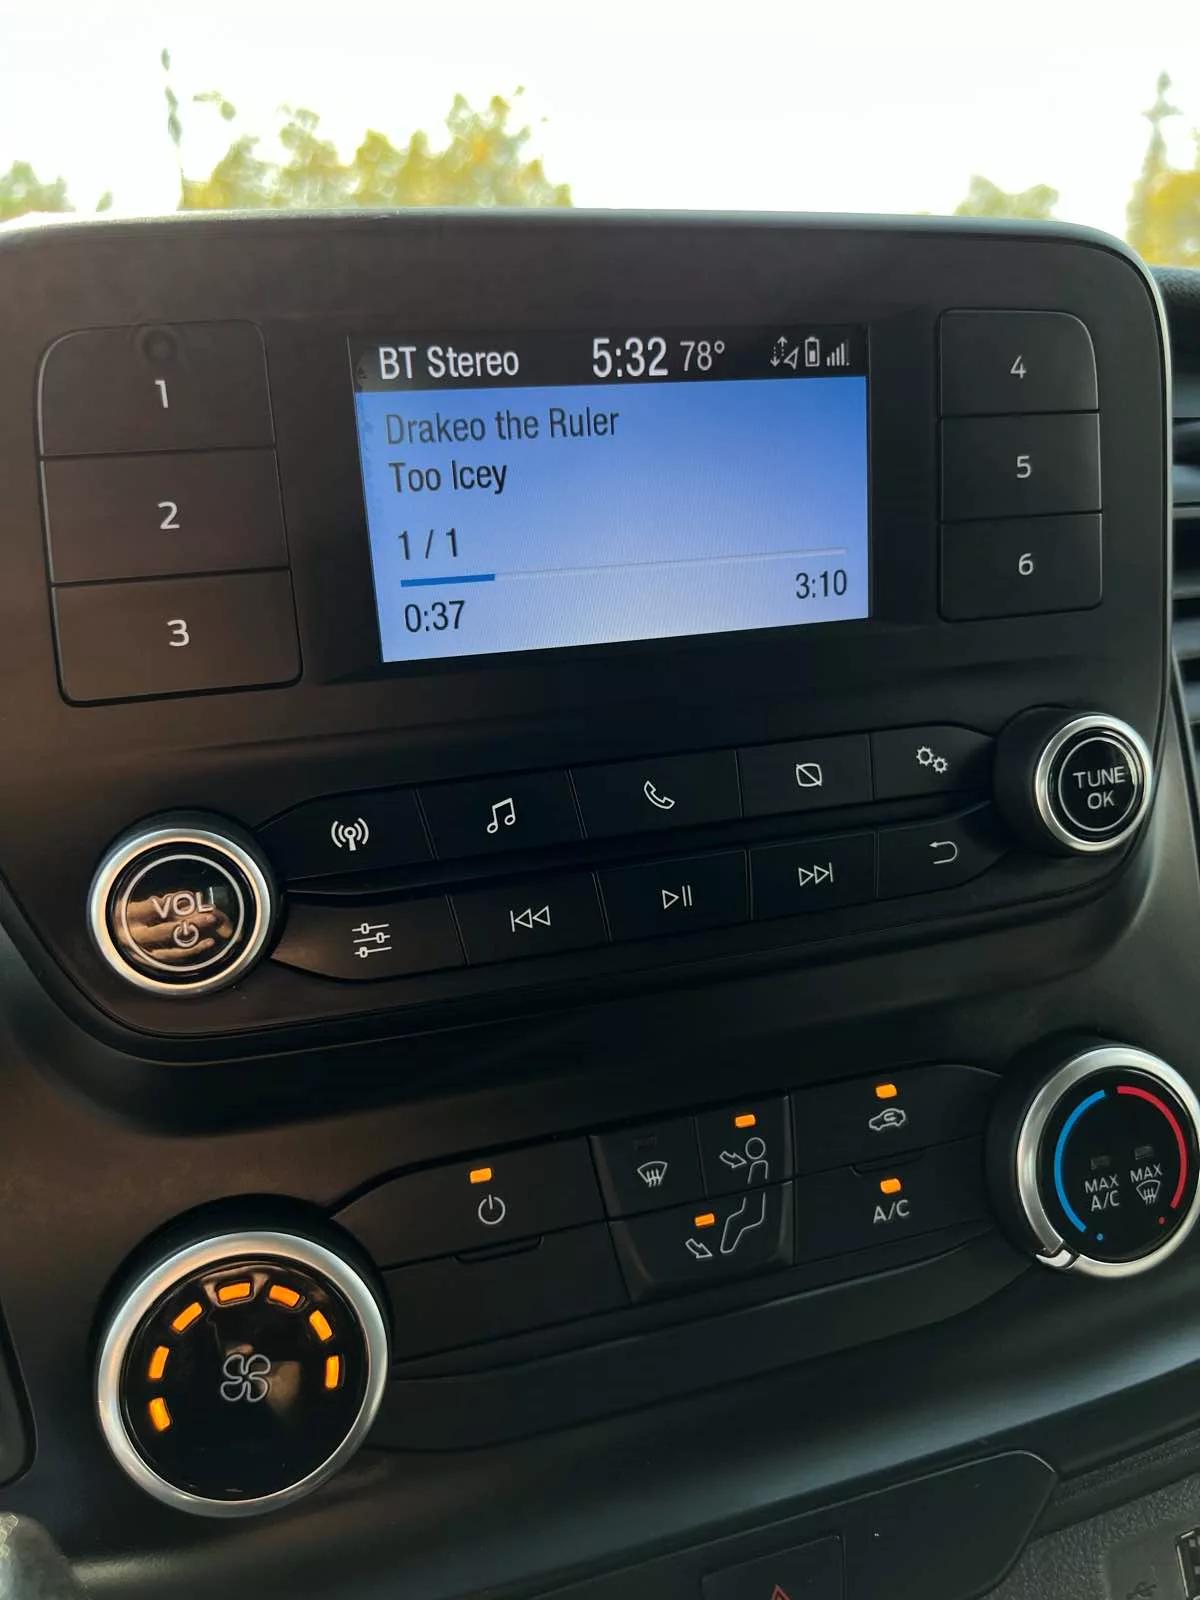 BT Stereo 5:32 78°
Drakeo the Ruler
Too Icey
1 / 1
0:37 3:10
1
2
3
4
5
6
VOL
TUNE
OK
A/C
MAX
A/C
MAX